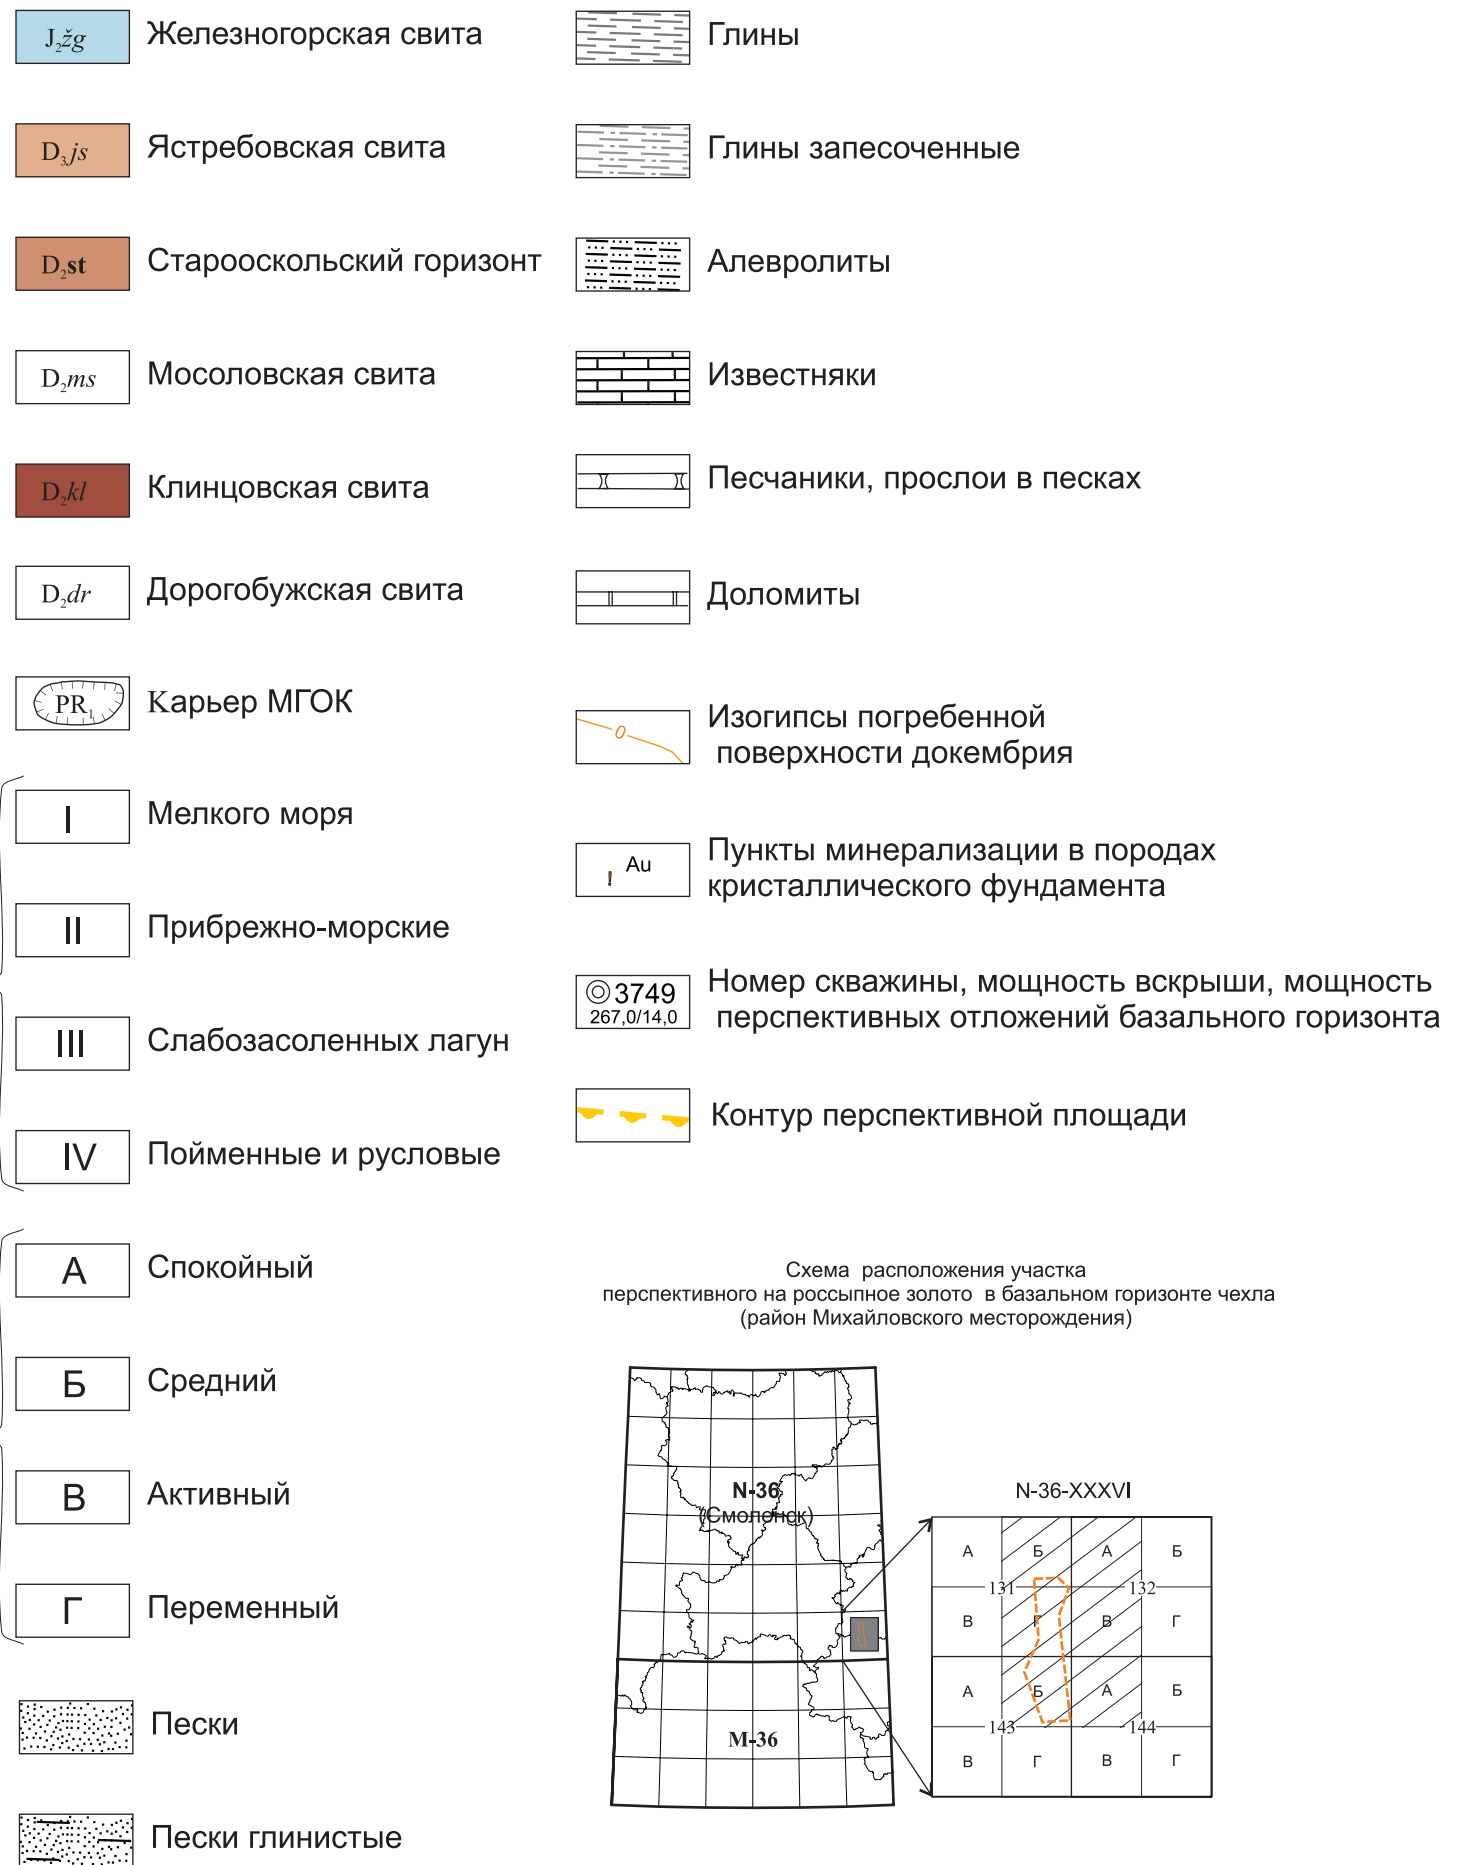 J₂žg Железногорская свита
D₃js Ястребовская свита
D₂st Старооскольский горизонт
D₂ms Мосоловская свита
D₂kl Клинцовская свита
D₂dr Дорогобужская свита
PR₁ Карьер МГОК
I Мелкого моря
II Прибрежно-морские
III Слабозасоленных лагун
IV Пойменные и русловые
А Спокойный
Б Средний
В Активный
Г Переменный
Пески
Пески глинистые
Глины
Глины запесоченные
Алевролиты
Известняки
Песчаники, прослои в песках
Доломиты
0 Изогипсы погребенной
поверхности докембрия
Au Пункты минерализации в породах
кристаллического фундамента
3749 Номер скважины, мощность вскрыши, мощность
267,0/14,0 перспективных отложений базального горизонта
Контур перспективной площади
Схема расположения участка
перспективного на россыпное золото в базальном горизонте чехла
(район Михайловского месторождения)
N-36
(Смоленск)
M-36
N-36-XXXVI
А Б А Б
131 132
В Г В Г
А Б А Б
143 144
В Г В Г